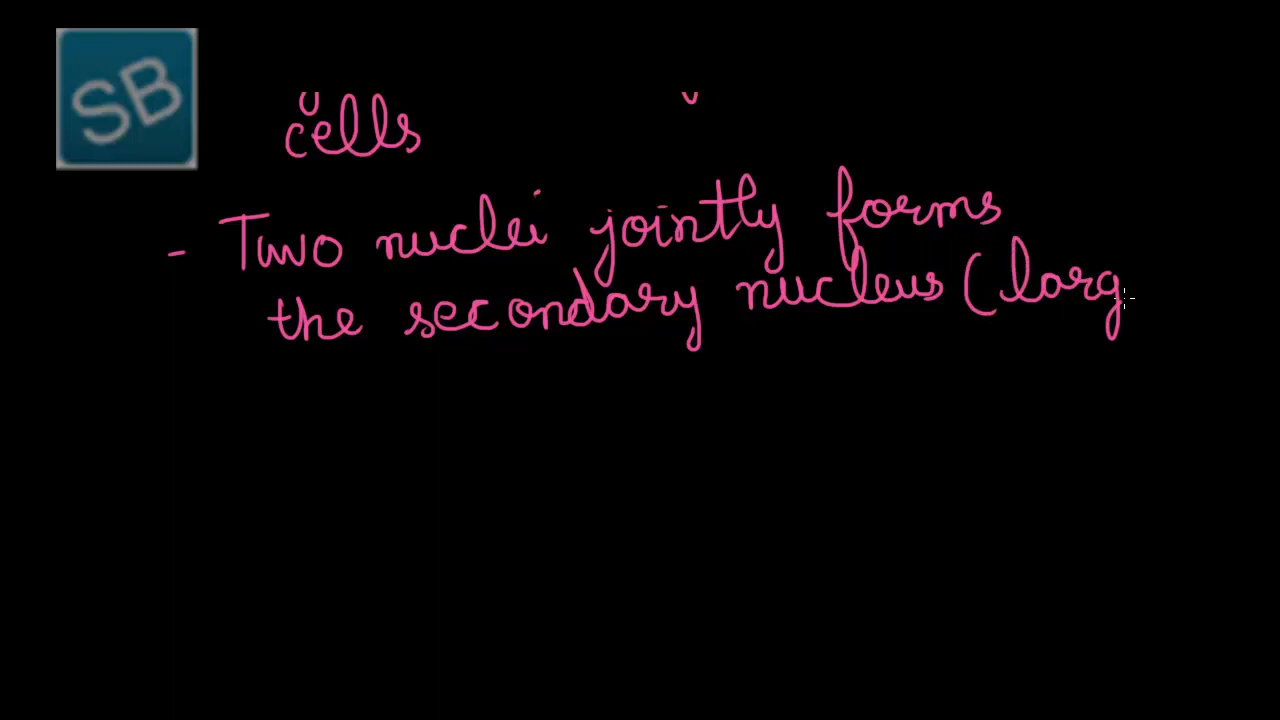 SB
cells
- Two nuclei jointly forms
the secondary nucleus (larg